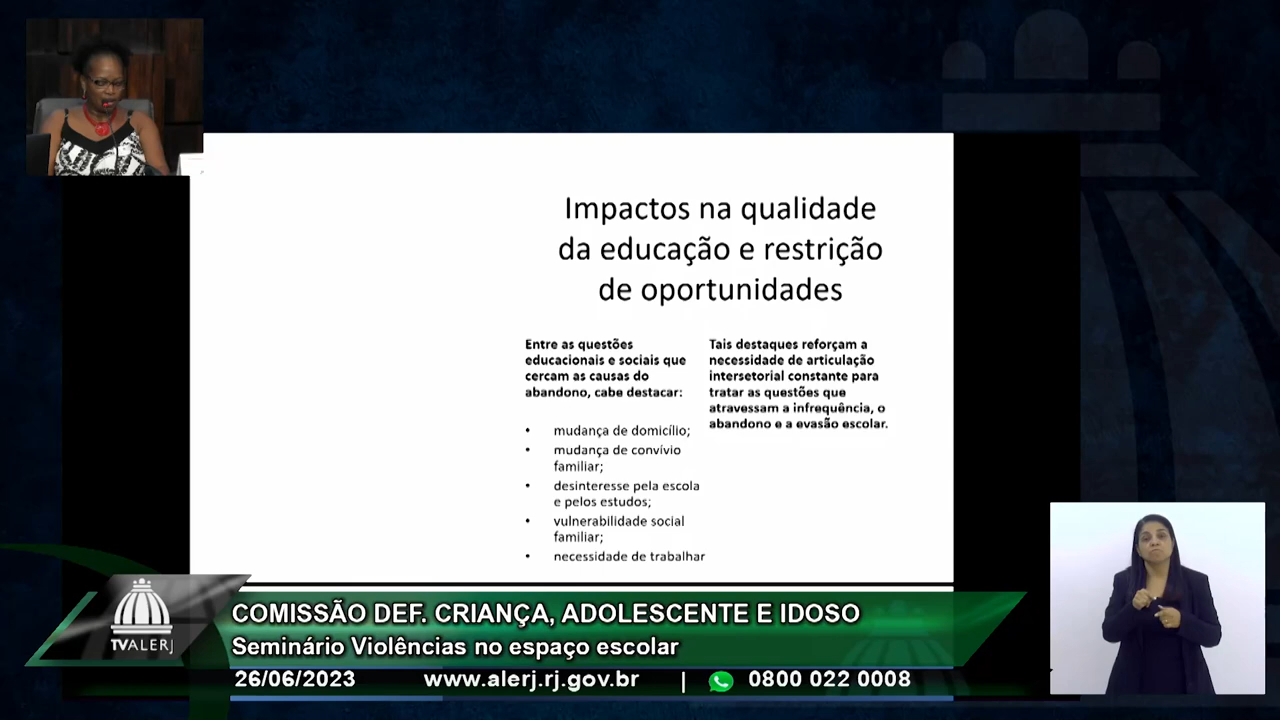 Impactos na qualidade
da educação e restrição
de oportunidades
Entre as questões
educacionais e sociais que
cercam as causas do
abandono, cabe destacar:
• mudança de domicílio;
• mudança de convívio
familiar;
• desinteresse pela escola
e pelos estudos;
• vulnerabilidade social
familiar;
• necessidade de trabalhar
Tais destaques reforçam a
necessidade de articulação
intersetorial constante para
tratar as questões que
atravessam a infrequência, o
abandono e a evasão escolar.
TVALERJ
COMISSÃO DEF. CRIANÇA, ADOLESCENTE E IDOSO
Seminário Violências no espaço escolar
26/06/2023 www.alerj.rj.gov.br | 0800 022 0008